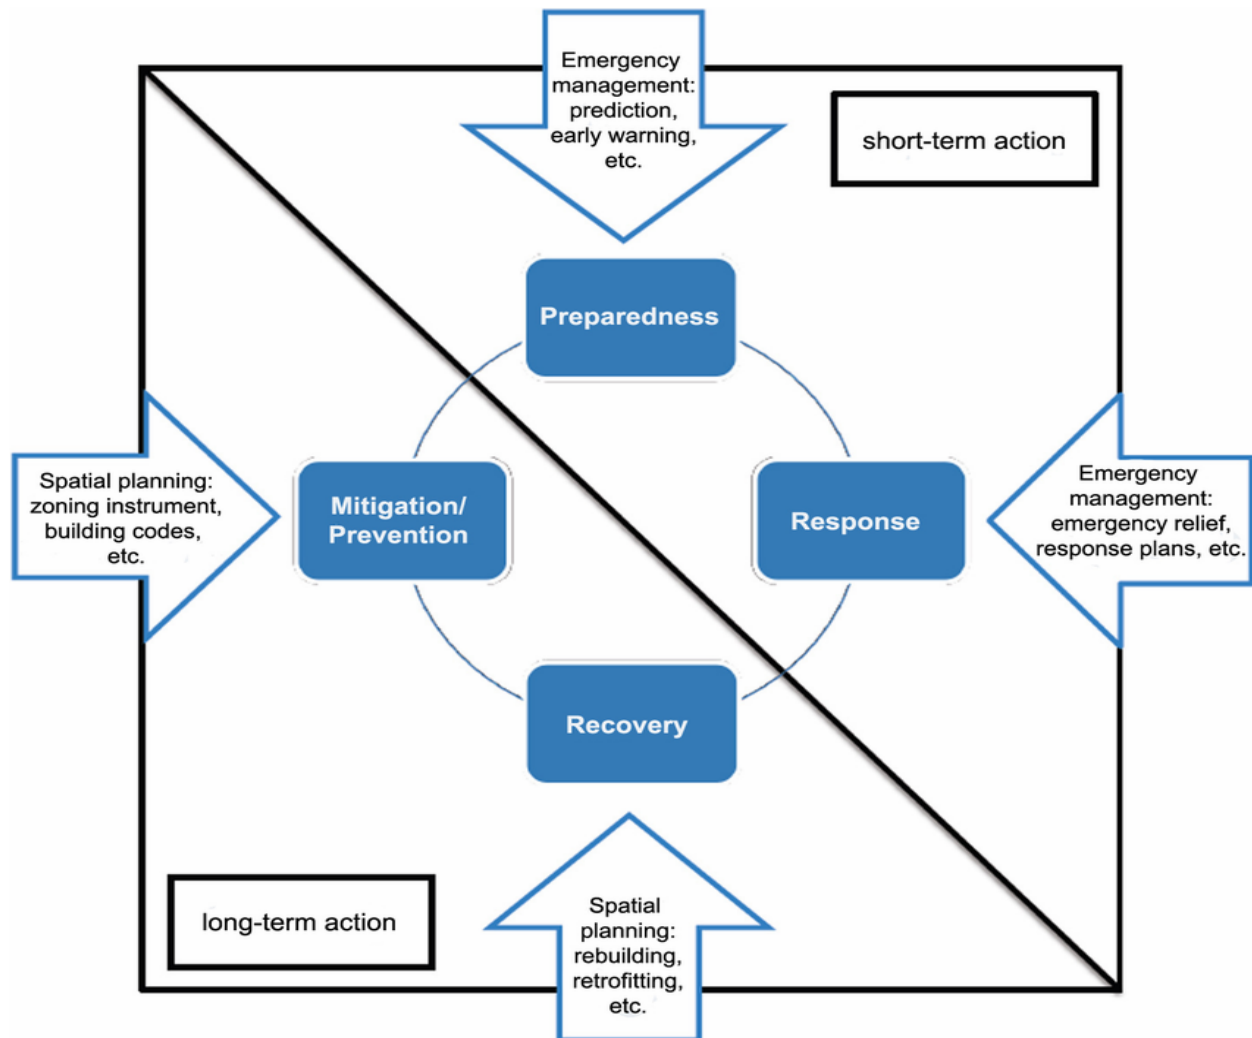 Emergency
management:
prediction,
early warning,
etc.
short-term action
Preparedness
Spatial planning:
zoning instrument,
building codes,
etc.
Mitigation/
Prevention
Response
Emergency
management:
emergency relief,
response plans, etc.
Recovery
long-term action
Spatial
planning:
rebuilding,
retrofitting,
etc.